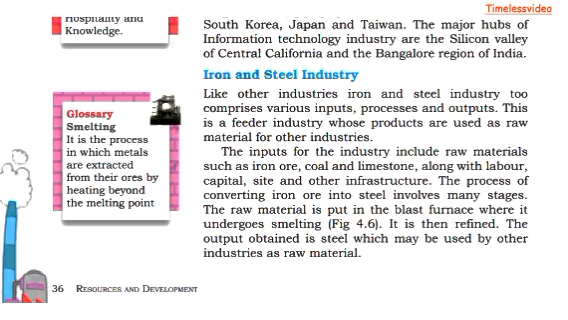 Timelessvideo
Hospitality and
Knowledge.
South Korea, Japan and Taiwan. The major hubs of
Information technology industry are the Silicon valley
of Central California and the Bangalore region of India.
Iron and Steel Industry
Like other industries iron and steel industry too
comprises various inputs, processes and outputs. This
is a feeder industry whose products are used as raw
material for other industries.
The inputs for the industry include raw materials
such as iron ore, coal and limestone, along with labour,
capital, site and other infrastructure. The process of
converting iron ore into steel involves many stages.
The raw material is put in the blast furnace where it
undergoes smelting (Fig 4.6). It is then refined. The
output obtained is steel which may be used by other
industries as raw material.
Glossary
Smelting
It is the process
in which metals
are extracted
from their ores by
heating beyond
the melting point
36 RESOURCES AND DEVELOPMENT